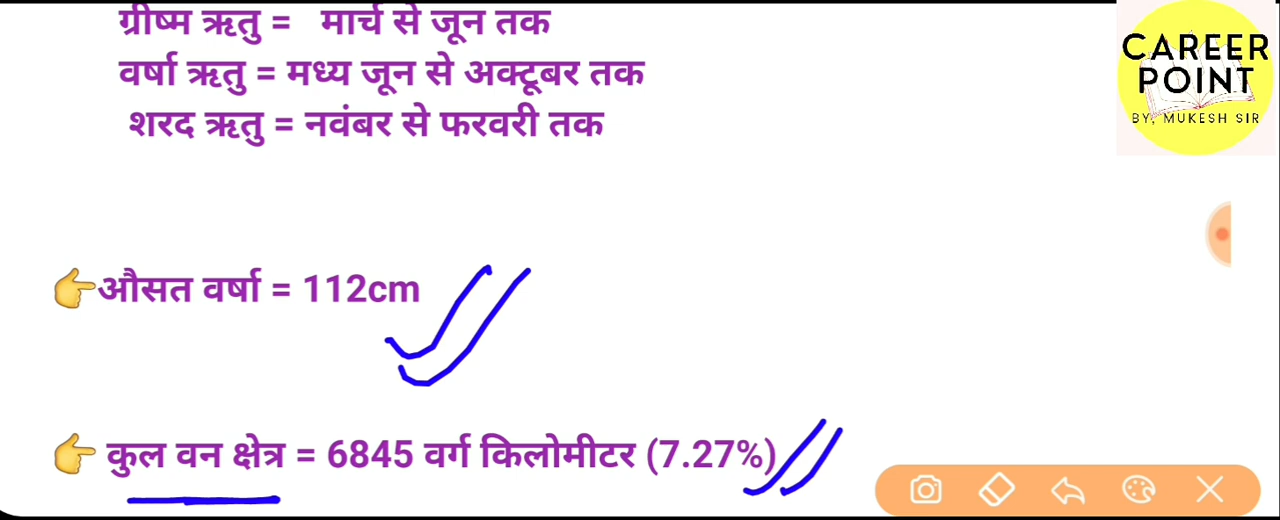 ग्रीष्म ऋतु = मार्च से जून तक
वर्षा ऋतु = मध्य जून से अक्टूबर तक
शरद ऋतु = नवंबर से फरवरी तक
CAREER
POINT
BY, MUKESH SIR
👉औसत वर्षा = 112cm
👉 कुल वन क्षेत्र = 6845 वर्ग किलोमीटर (7.27%)